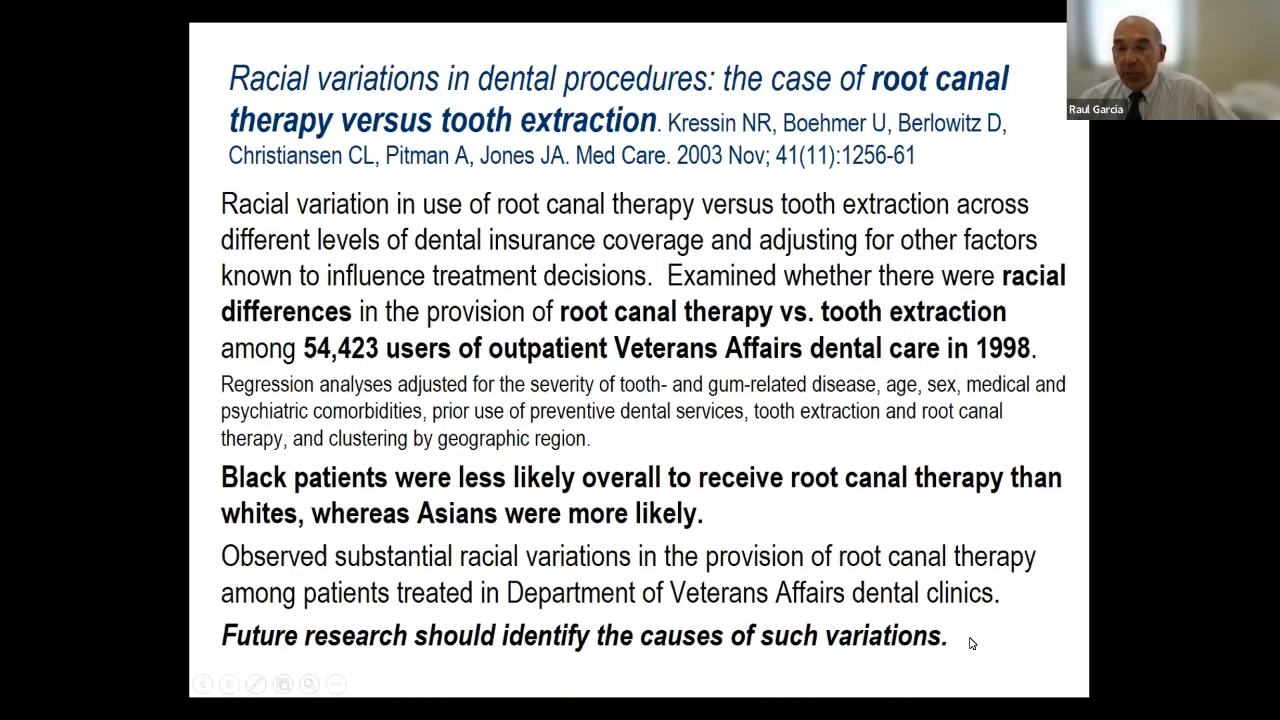 Racial variations in dental procedures: the case of root canal
therapy versus tooth extraction. Kressin NR, Boehmer U, Berlowitz D,
Christiansen CL, Pitman A, Jones JA. Med Care. 2003 Nov; 41(11):1256-61
Racial variation in use of root canal therapy versus tooth extraction across
different levels of dental insurance coverage and adjusting for other factors
known to influence treatment decisions. Examined whether there were racial
differences in the provision of root canal therapy vs. tooth extraction
among 54,423 users of outpatient Veterans Affairs dental care in 1998.
Regression analyses adjusted for the severity of tooth- and gum-related disease, age, sex, medical and
psychiatric comorbidities, prior use of preventive dental services, tooth extraction and root canal
therapy, and clustering by geographic region.
Black patients were less likely overall to receive root canal therapy than
whites, whereas Asians were more likely.
Observed substantial racial variations in the provision of root canal therapy
among patients treated in Department of Veterans Affairs dental clinics.
Future research should identify the causes of such variations.
Raul Garcia